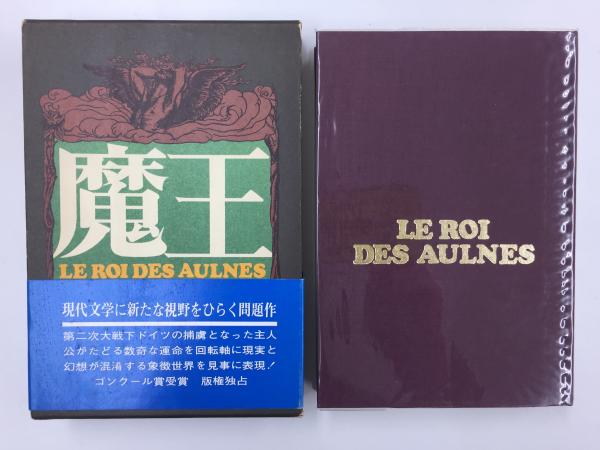 魔王
LE ROI DES AULNES
現代文学に新たな視野をひらく問題作
第二次大戦下ドイツの捕虜となった主人
公がたどる数奇な運命を回転軸に現実と
幻想が混淆する象徴世界を見事に表現!
ゴンクール賞受賞 版権独占
LE ROI
DES AULNES